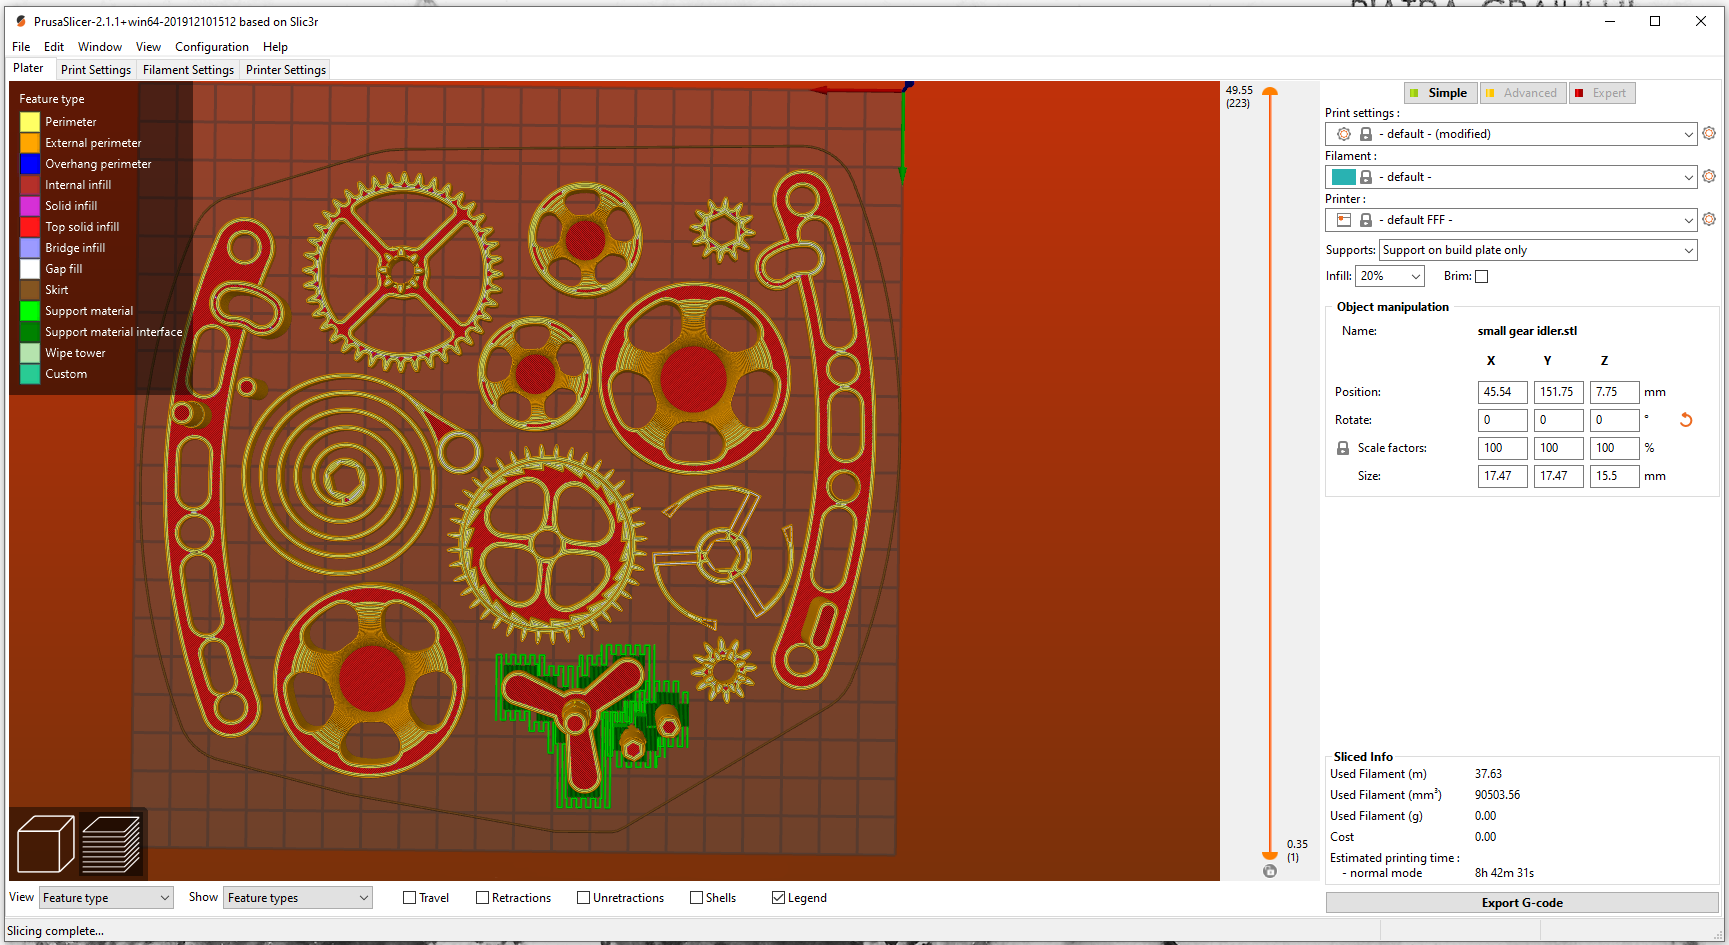 PrusaSlicer-2.1.1+win64-201912101512 based on Slic3r
File Edit Window View Configuration Help
Plater Print Settings Filament Settings Printer Settings
Feature type
Perimeter
External perimeter
Overhang perimeter
Internal infill
Solid infill
Top solid infill
Bridge infill
Gap fill
Skirt
Support material
Support material interface
Wipe tower
Custom
49.55
(223)
0.35
(1)
Simple Advanced Expert
Print settings :
- default - (modified)
Filament :
- default -
Printer :
- default FFF -
Supports: Support on build plate only
Infill: 20% Brim:
Object manipulation
Name: small gear idler.stl
X Y Z
Position: 45.54 151.75 7.75 mm
Rotate: 0 0 0 °
Scale factors: 100 100 100 %
Size: 17.47 17.47 15.5 mm
Sliced Info
Used Filament (m) 37.63
Used Filament (mm³) 90503.56
Used Filament (g) 0.00
Cost 0.00
Estimated printing time :
- normal mode 8h 42m 31s
Export G-code
View Feature type Show Feature types Travel Retractions Unretractions Shells Legend
Slicing complete...